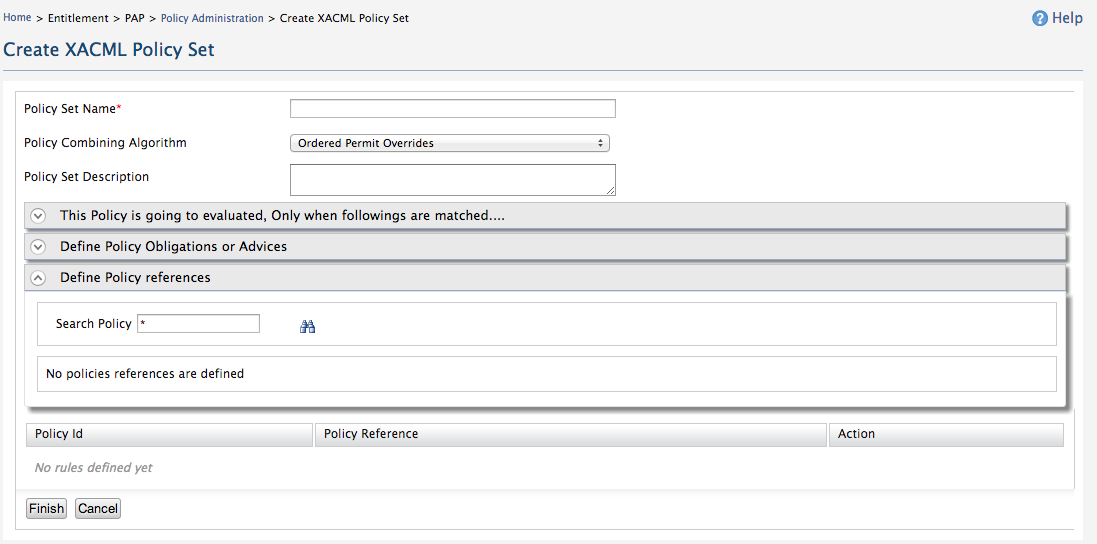 Home > Entitlement > PAP > Policy Administration > Create XACML Policy Set
Help
Create XACML Policy Set
Policy Set Name*
Policy Combining Algorithm
Ordered Permit Overrides
Policy Set Description
This Policy is going to evaluated, Only when followings are matched....
Define Policy Obligations or Advices
Define Policy references
Search Policy *
No policies references are defined
Policy Id Policy Reference Action
No rules defined yet
Finish Cancel